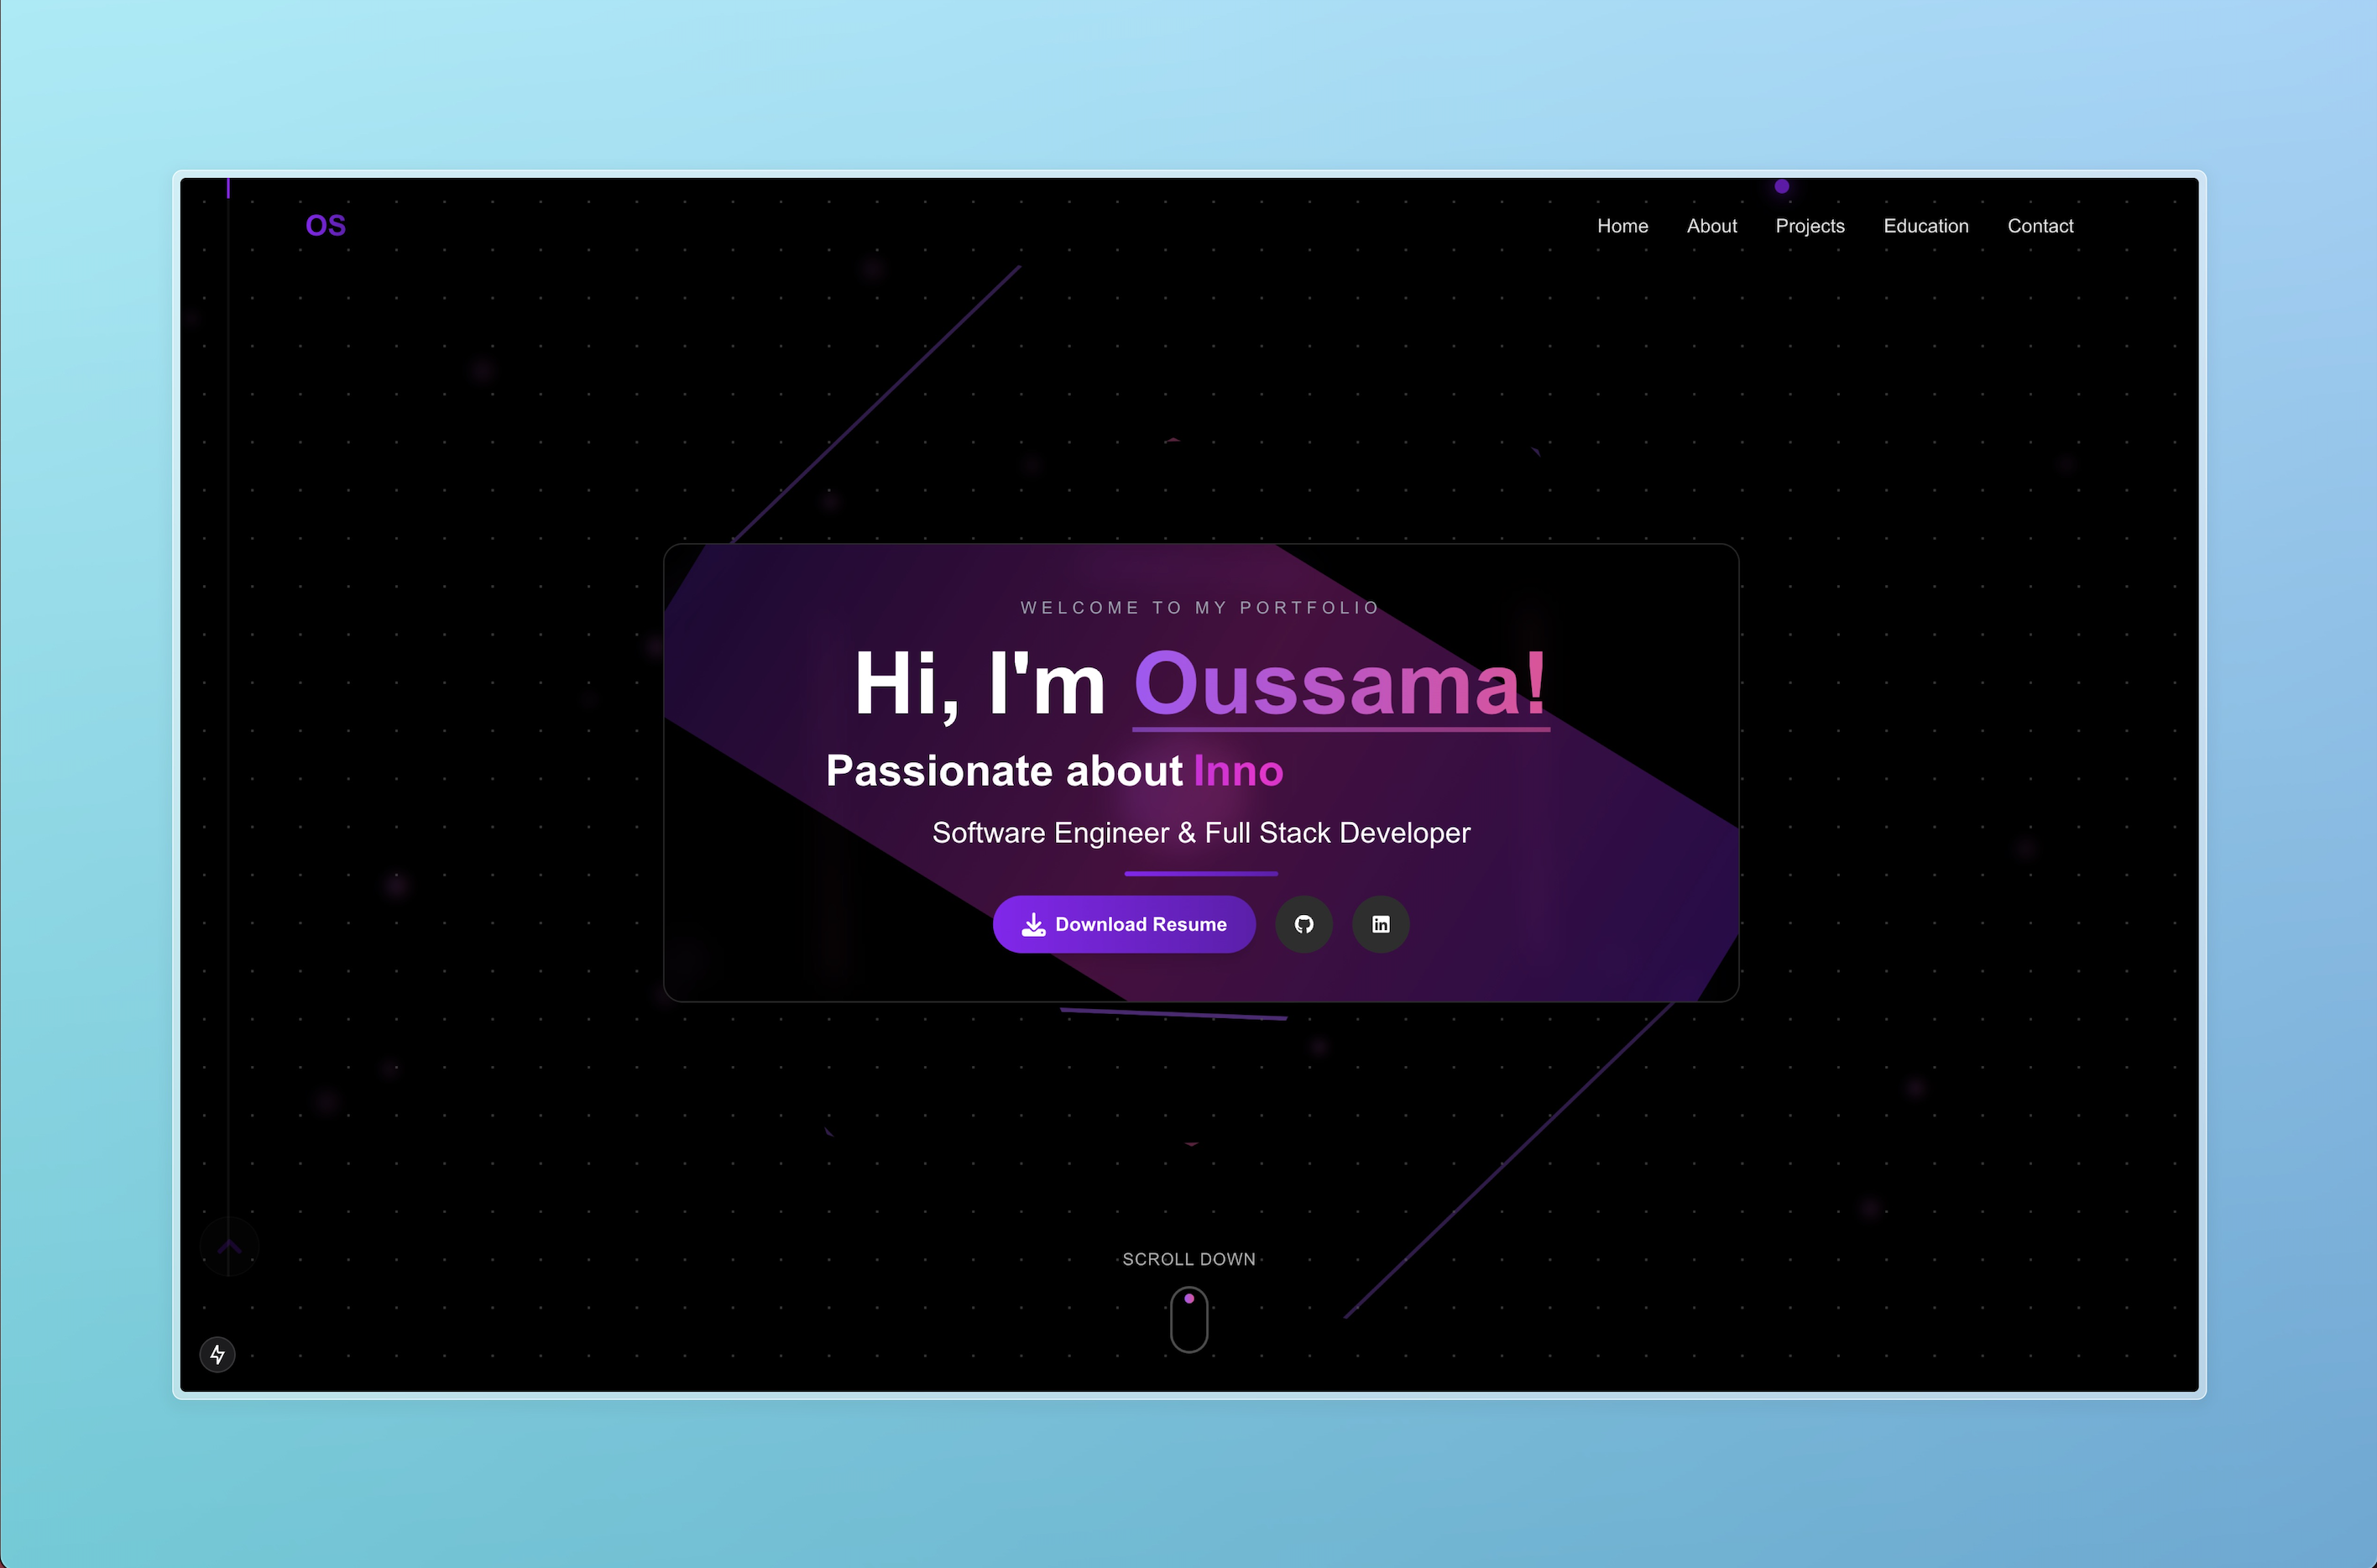 OS
Home About Projects Education Contact
WELCOME TO MY PORTFOLIO
Hi, I'm Oussama!
Passionate about Inno
Software Engineer & Full Stack Developer
Download Resume
SCROLL DOWN